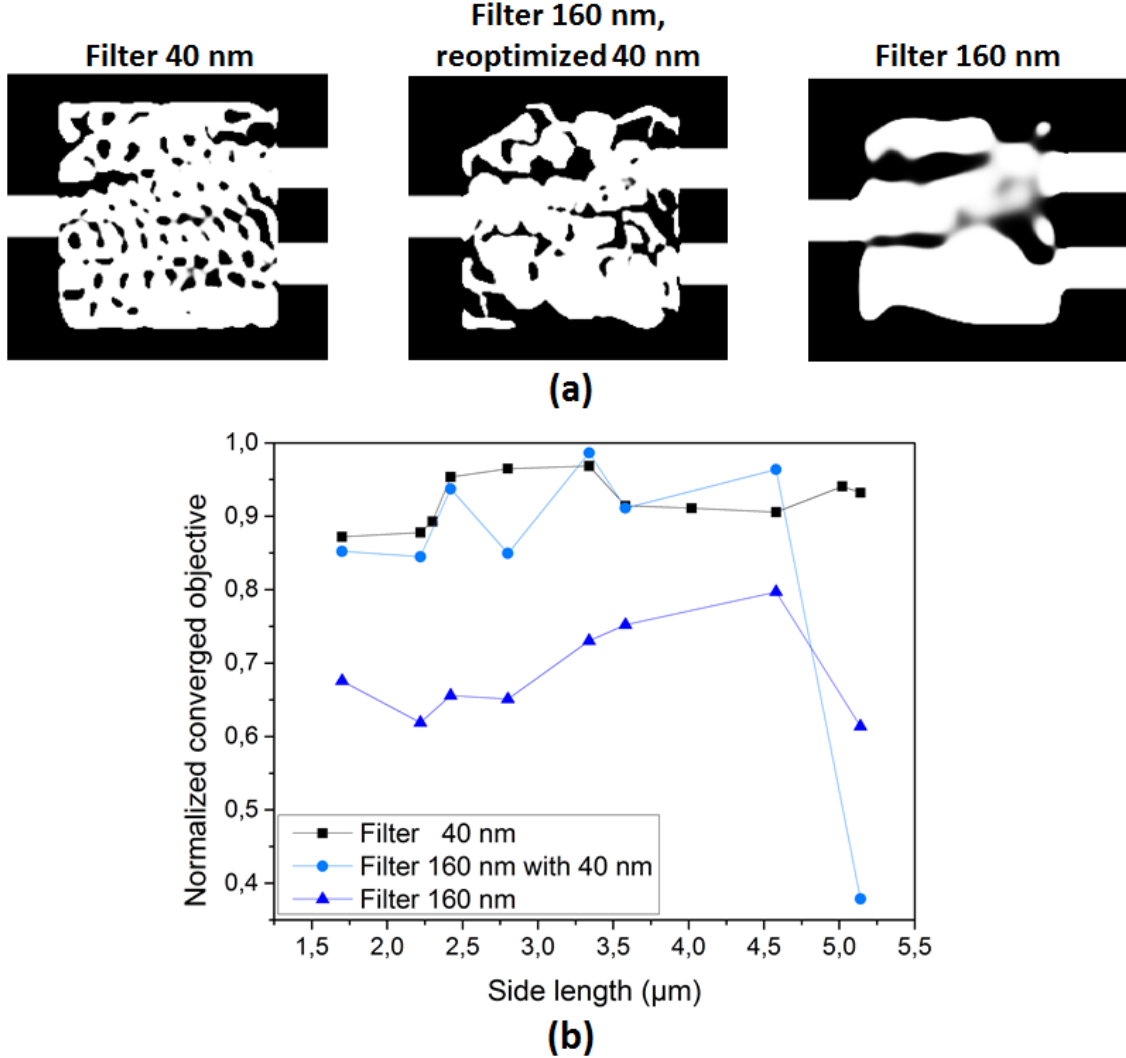 Filter 40 nm
Filter 160 nm,
reoptimized 40 nm
Filter 160 nm
(a)
Normalized converged objective
1,0
0,9
0,8
0,7
0,6
0,5
0,4
Filter 40 nm
Filter 160 nm with 40 nm
Filter 160 nm
1,5 2,0 2,5 3,0 3,5 4,0 4,5 5,0 5,5
Side length (μm)
(b)